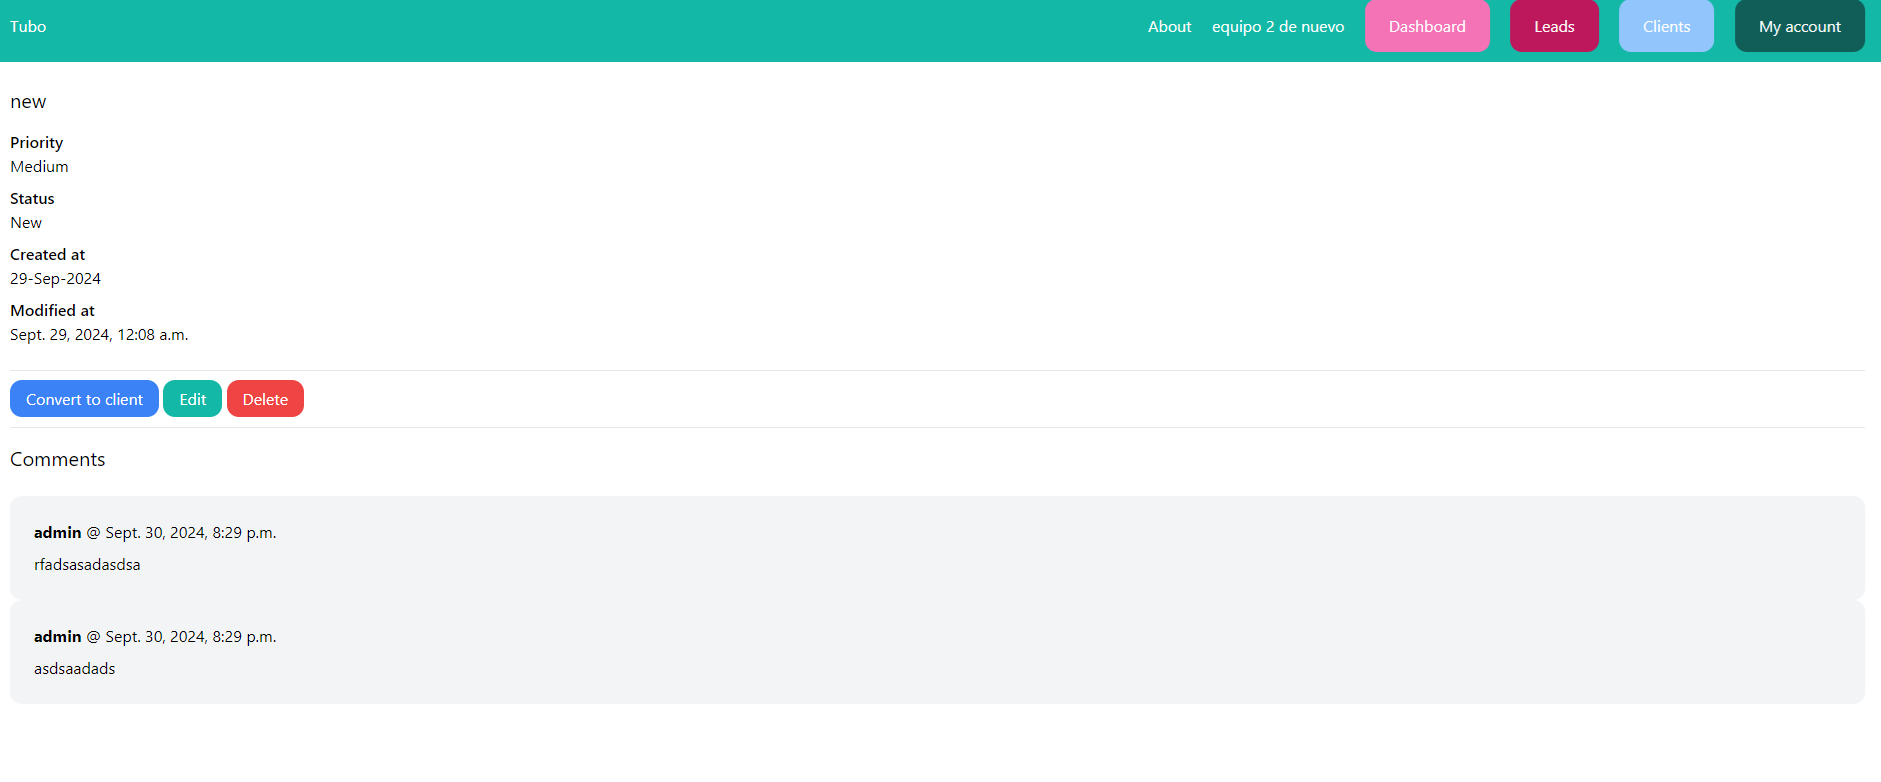 Tubo About equipo 2 de nuevo Dashboard Leads Clients My account
new
Priority
Medium
Status
New
Created at
29-Sep-2024
Modified at
Sept. 29, 2024, 12:08 a.m.
Convert to client Edit Delete
Comments
admin @ Sept. 30, 2024, 8:29 p.m.
rfadsasadasdsa
admin @ Sept. 30, 2024, 8:29 p.m.
asdsaadads